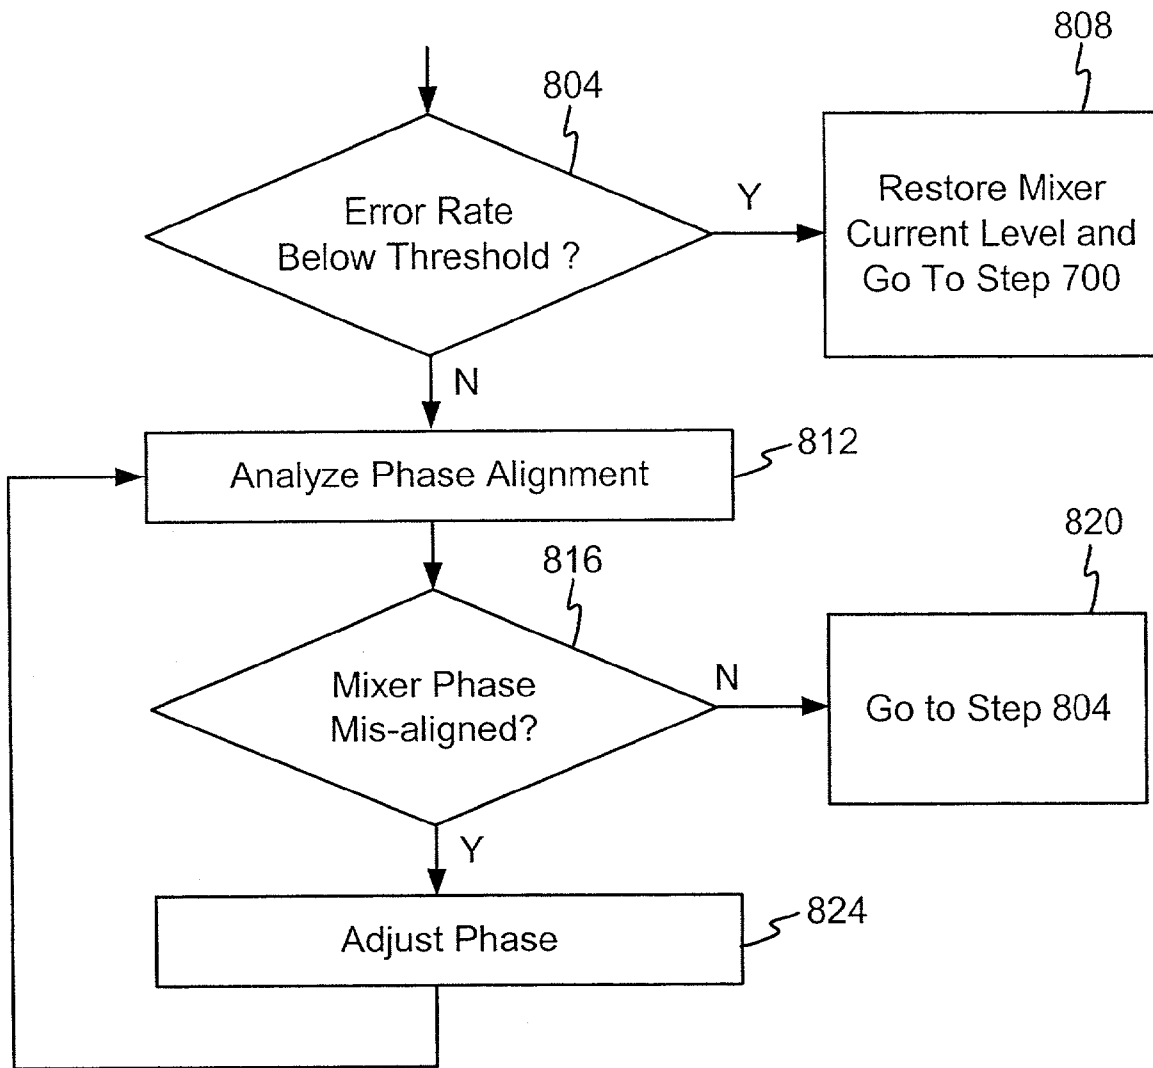 808
804
Error Rate
Below Threshold ?
Y
Restore Mixer
Current Level and
Go To Step 700
N
812
Analyze Phase Alignment
816
820
Mixer Phase
Mis-aligned?
N
Go to Step 804
Y
824
Adjust Phase